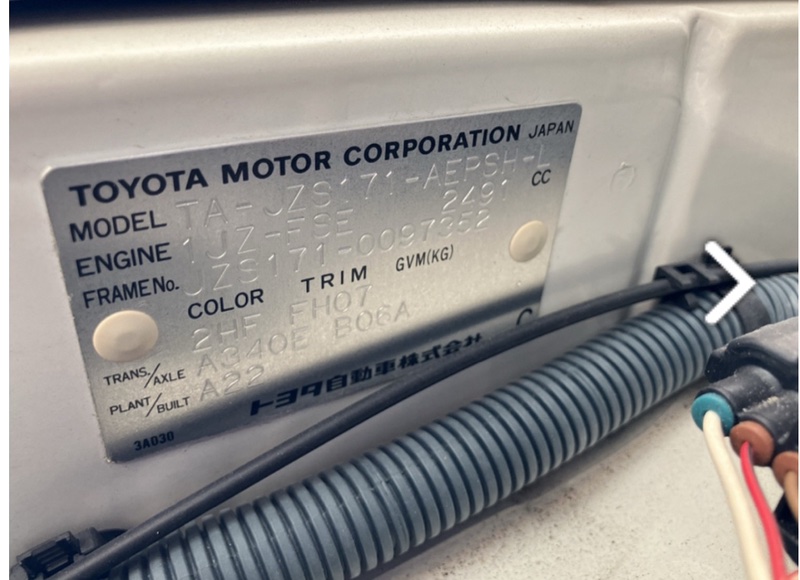 TOYOTA MOTOR CORPORATION JAPAN
MODEL TA-JZS171-AEPSH-L
ENGINE 1JZ-FSE 2491 CC
FRAME No. JZS171-0097352
COLOR TRIM GVM(KG)
2HF FH07
TRANS./AXLE A340E B06A
PLANT/BUILT A22
トヨタ自動車株式会社 C
3A030